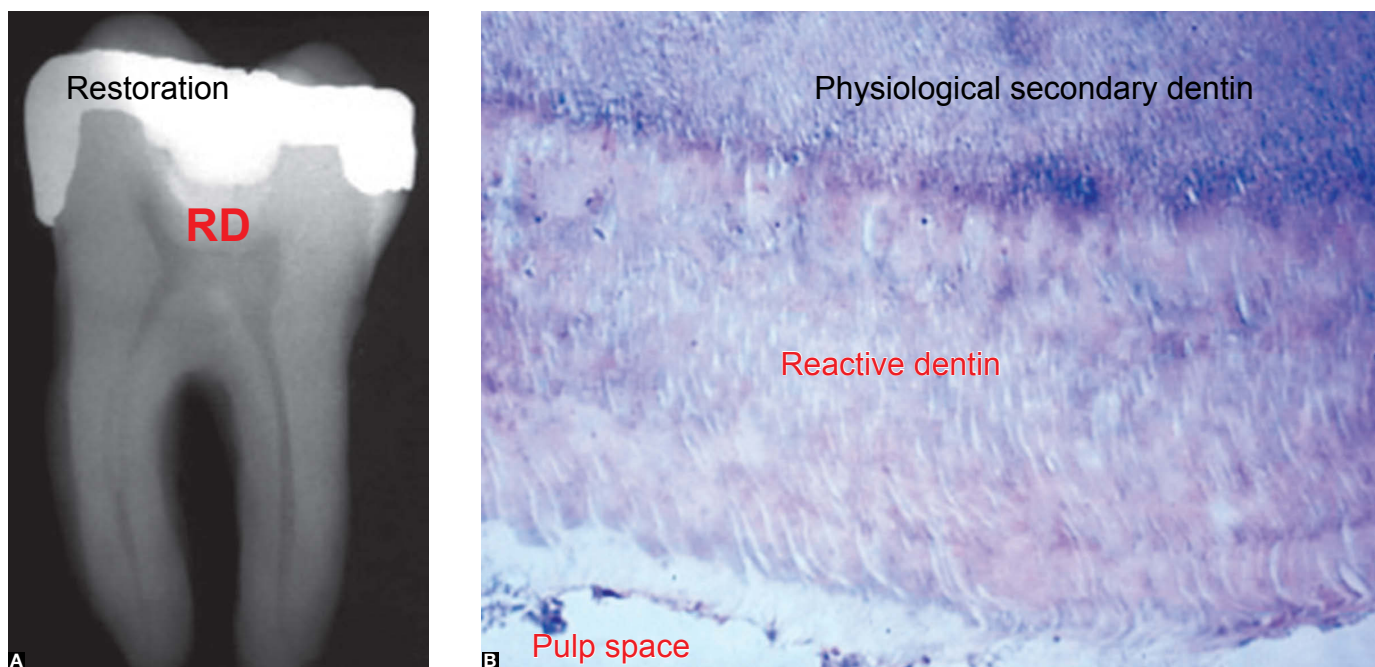 Restoration
RD
A
Physiological secondary dentin
Reactive dentin
Pulp space
B